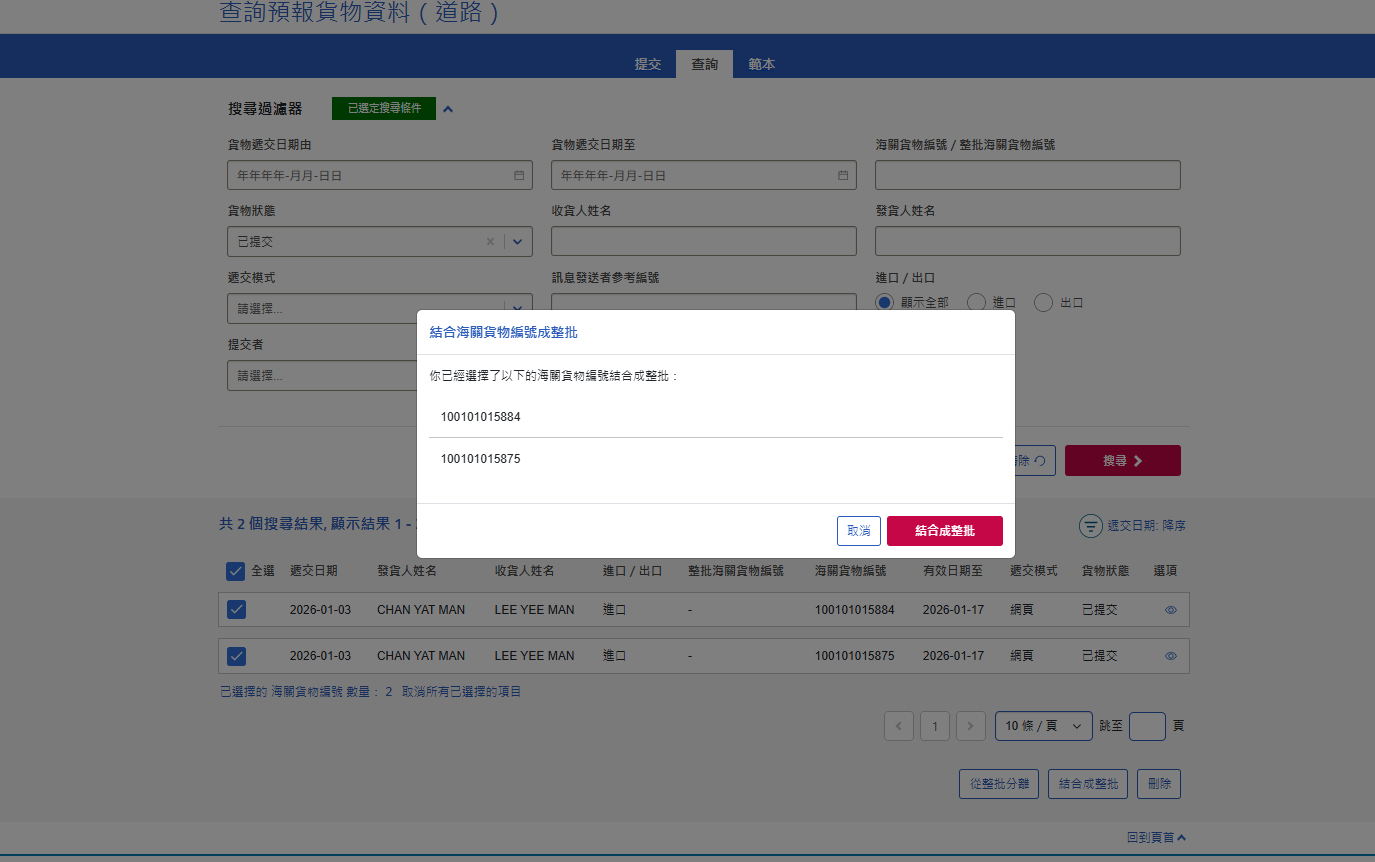 查詢預報貨物資料 ( 道路 )
提交 查詢 範本
搜尋過濾器 已選定搜尋條件
貨物遞交日期由 貨物遞交日期至 海關貨物編號 / 整批海關貨物編號
年年年年-月月-日日 年年年年-月月-日日
貨物狀態 收貨人姓名 發貨人姓名
已提交
遞交模式 訊息發送者參考編號 進口 / 出口
請選擇... 顯示全部 進口 出口
提交者
請選擇...
結合海關貨物編號成整批
你已經選擇了以下的海關貨物編號結合成整批：
100101015884
100101015875
除 搜尋
取消 結合成整批
共 2 個搜尋結果, 顯示結果 1 - 遞交日期: 降序
全選 遞交日期 發貨人姓名 收貨人姓名 進口 / 出口 整批海關貨物編號 海關貨物編號 有效日期至 遞交模式 貨物狀態 選項
2026-01-03 CHAN YAT MAN LEE YEE MAN 進口 - 100101015884 2026-01-17 網頁 已提交
2026-01-03 CHAN YAT MAN LEE YEE MAN 進口 - 100101015875 2026-01-17 網頁 已提交
已選擇的 海關貨物編號 數量： 2 取消所有已選擇的項目
1 10 條 / 頁 跳至 頁
從整批分離 結合成整批 刪除
回到頁首